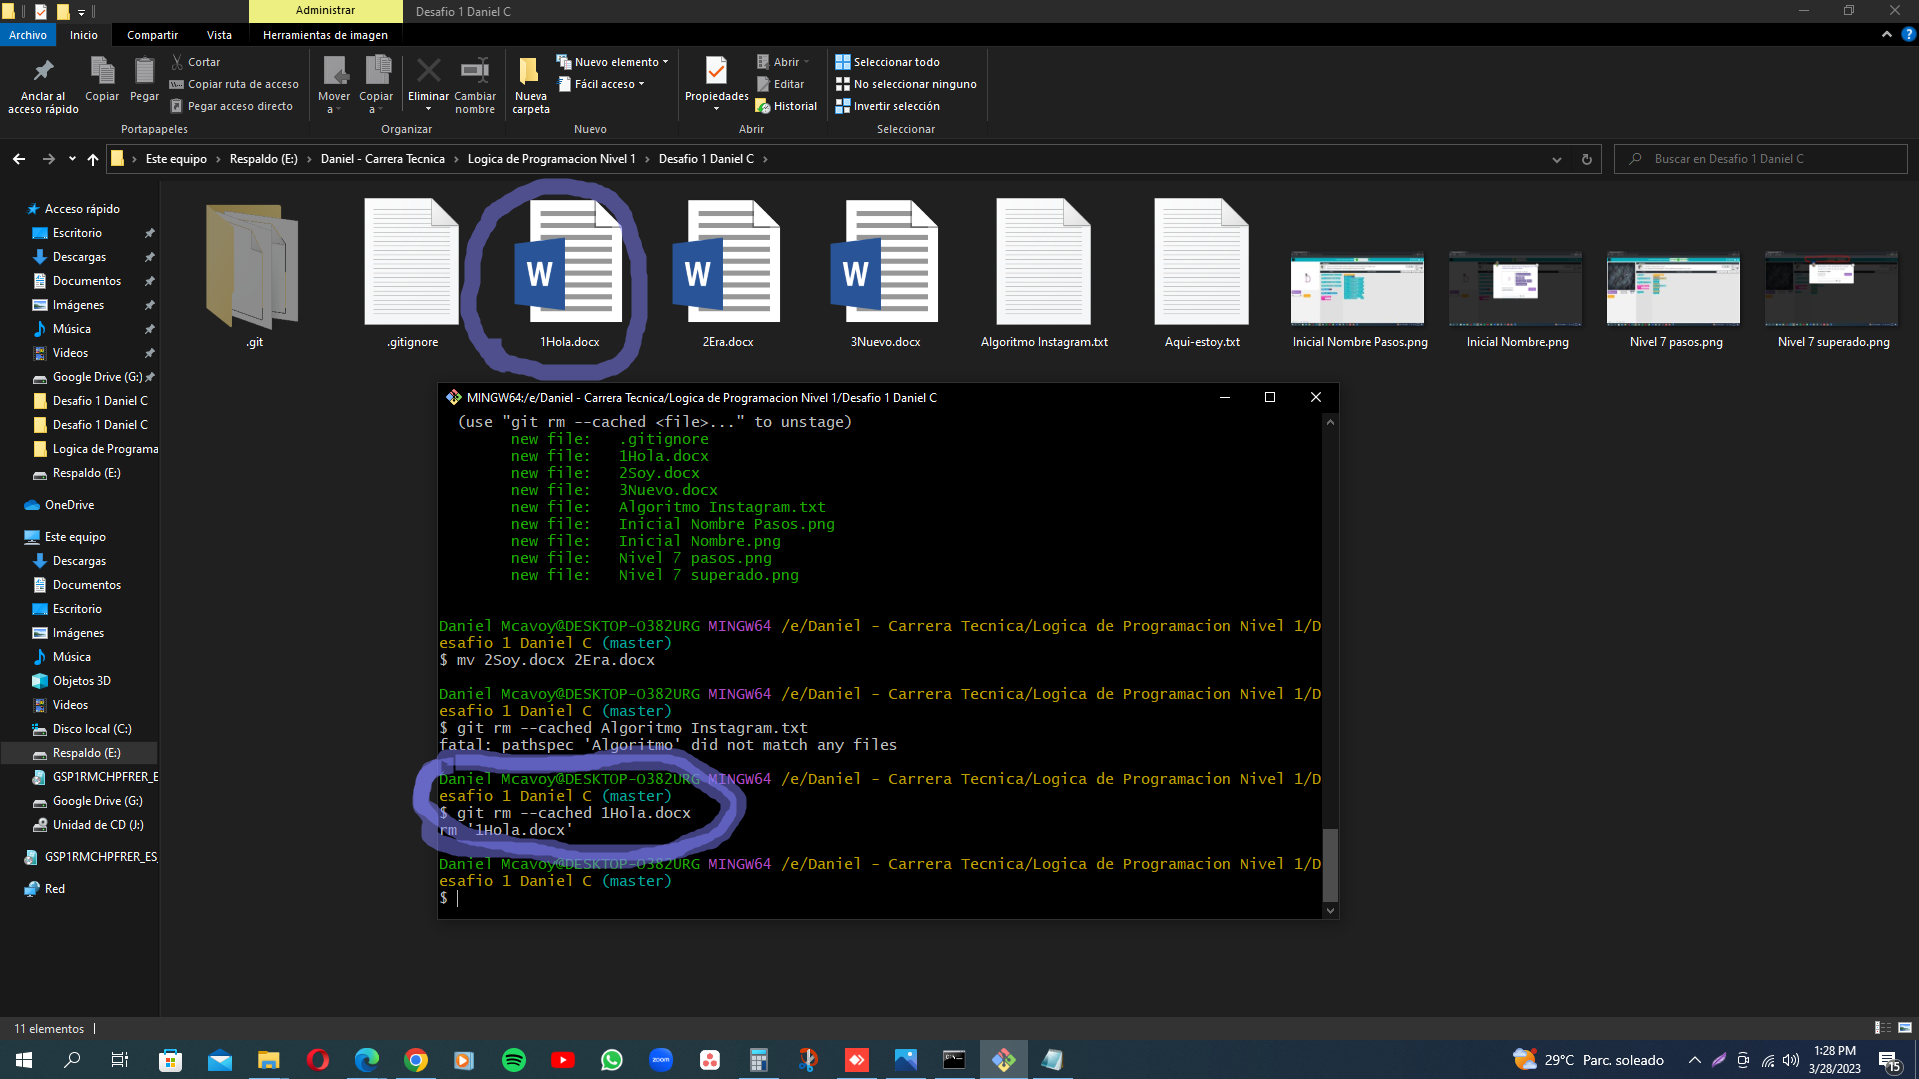 Administrar
Desafio 1 Daniel C
Archivo
Inicio
Compartir
Vista
Herramientas de imagen
Anclar al
acceso rápido
Copiar
Pegar
Cortar
Copiar ruta de acceso
Pegar acceso directo
Portapapeles
Mover
a
Copiar
a
Eliminar
Cambiar
nombre
Organizar
Nueva
carpeta
Nuevo elemento
Fácil acceso
Nuevo
Propiedades
Abrir
Editar
Historial
Abrir
Seleccionar todo
No seleccionar ninguno
Invertir selección
Seleccionar
Este equipo
Respaldo (E:)
Daniel - Carrera Tecnica
Logica de Programacion Nivel 1
Desafio 1 Daniel C
Buscar en Desafio 1 Daniel C
Acceso rápido
Escritorio
Descargas
Documentos
Imágenes
Música
Videos
Google Drive (G:)
Desafio 1 Daniel C
Desafio 1 Daniel C
Logica de Programa
Respaldo (E:)
OneDrive
Este equipo
Descargas
Documentos
Escritorio
Imágenes
Música
Objetos 3D
Videos
Disco local (C:)
Respaldo (E:)
GSP1RMCHPFRER_E
Google Drive (G:)
Unidad de CD (J:)
GSP1RMCHPFRER_ES_
Red
W
W
W
.git
.gitignore
1Hola.docx
2Era.docx
3Nuevo.docx
Algoritmo Instagram.txt
Aqui-estoy.txt
Inicial Nombre Pasos.png
Inicial Nombre.png
Nivel 7 pasos.png
Nivel 7 superado.png
MINGW64:/e/Daniel - Carrera Tecnica/Logica de Programacion Nivel 1/Desafio 1 Daniel C
(use "git rm --cached <file>..." to unstage)
new file:   .gitignore
new file:   1Hola.docx
new file:   2Soy.docx
new file:   3Nuevo.docx
new file:   Algoritmo Instagram.txt
new file:   Inicial Nombre Pasos.png
new file:   Inicial Nombre.png
new file:   Nivel 7 pasos.png
new file:   Nivel 7 superado.png
Daniel Mcavoy@DESKTOP-O382URG MINGW64 /e/Daniel - Carrera Tecnica/Logica de Programacion Nivel 1/D
esafio 1 Daniel C (master)
$ mv 2Soy.docx 2Era.docx
Daniel Mcavoy@DESKTOP-O382URG MINGW64 /e/Daniel - Carrera Tecnica/Logica de Programacion Nivel 1/D
esafio 1 Daniel C (master)
$ git rm --cached Algoritmo Instagram.txt
fatal: pathspec 'Algoritmo' did not match any files
Daniel Mcavoy@DESKTOP-O382URG MINGW64 /e/Daniel - Carrera Tecnica/Logica de Programacion Nivel 1/D
esafio 1 Daniel C (master)
$ git rm --cached 1Hola.docx
rm '1Hola.docx'
Daniel Mcavoy@DESKTOP-O382URG MINGW64 /e/Daniel - Carrera Tecnica/Logica de Programacion Nivel 1/D
esafio 1 Daniel C (master)
$
11 elementos
zoom
29°C Parc. soleado
1:28 PM
3/28/2023
15